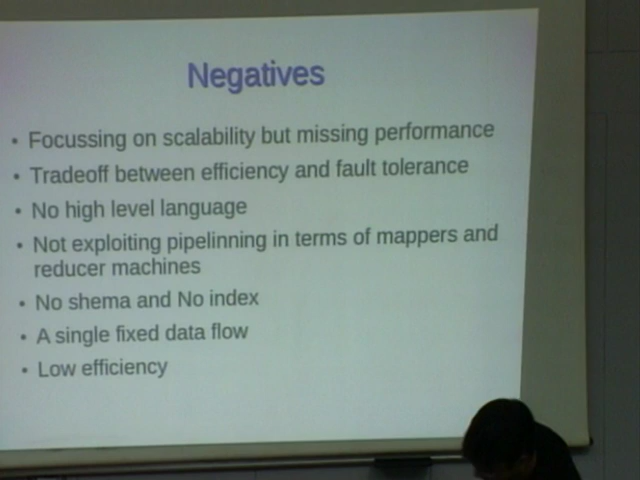 Negatives
• Focussing on scalability but missing performance
• Tradeoff between efficiency and fault tolerance
• No high level language
• Not exploiting pipelinning in terms of mappers and
reducer machines
• No shema and No index
• A single fixed data flow
• Low efficiency